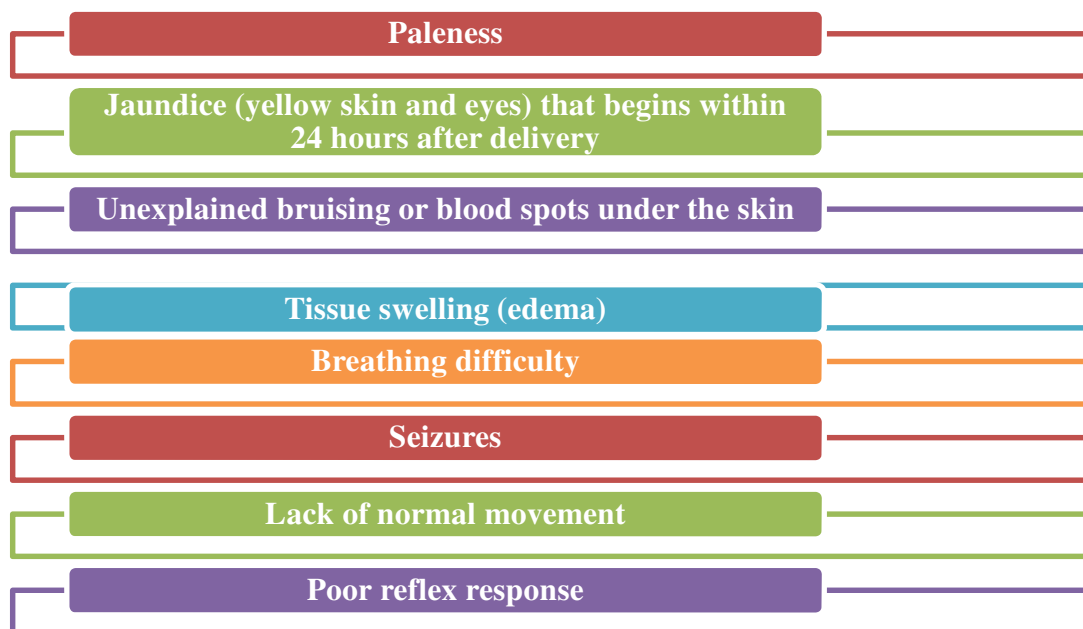 Paleness
Jaundice (yellow skin and eyes) that begins within
24 hours after delivery
Unexplained bruising or blood spots under the skin
Tissue swelling (edema)
Breathing difficulty
Seizures
Lack of normal movement
Poor reflex response